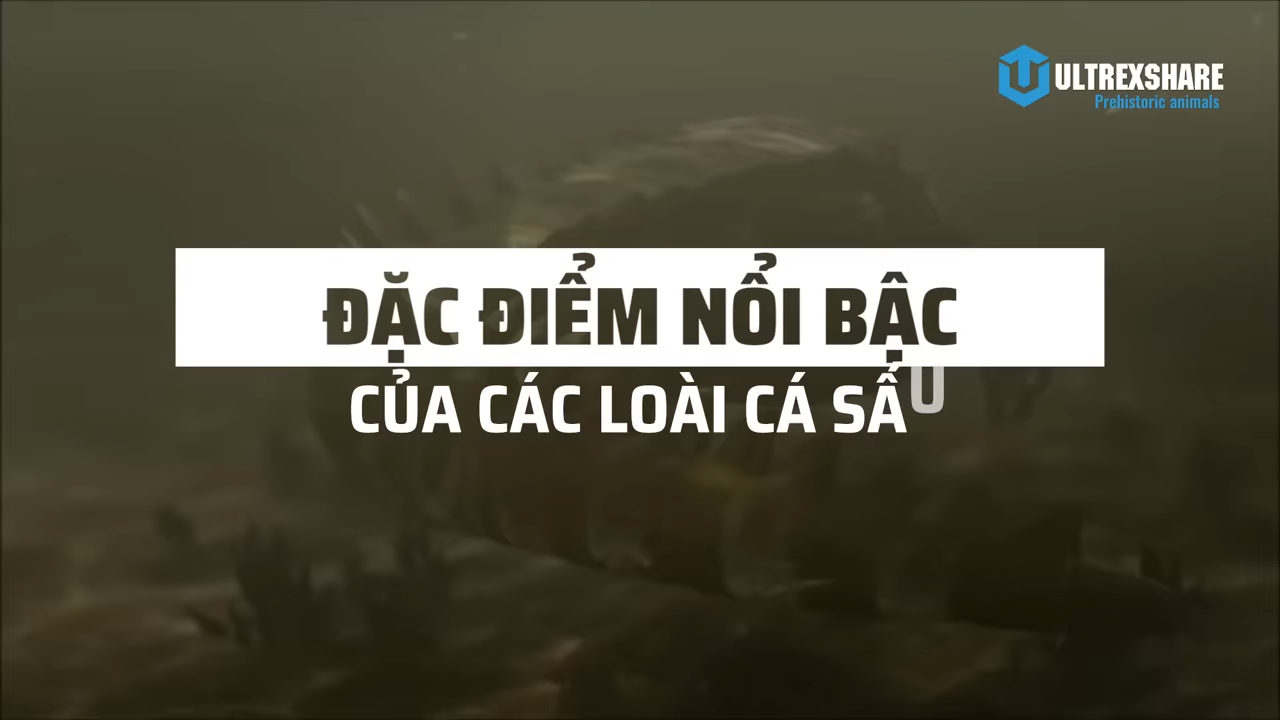 ULTREXSHARE
Prehistoric animals
ĐẶC ĐIỂM NỔI BẬC
CỦA CÁC LOÀI CÁ SẤU